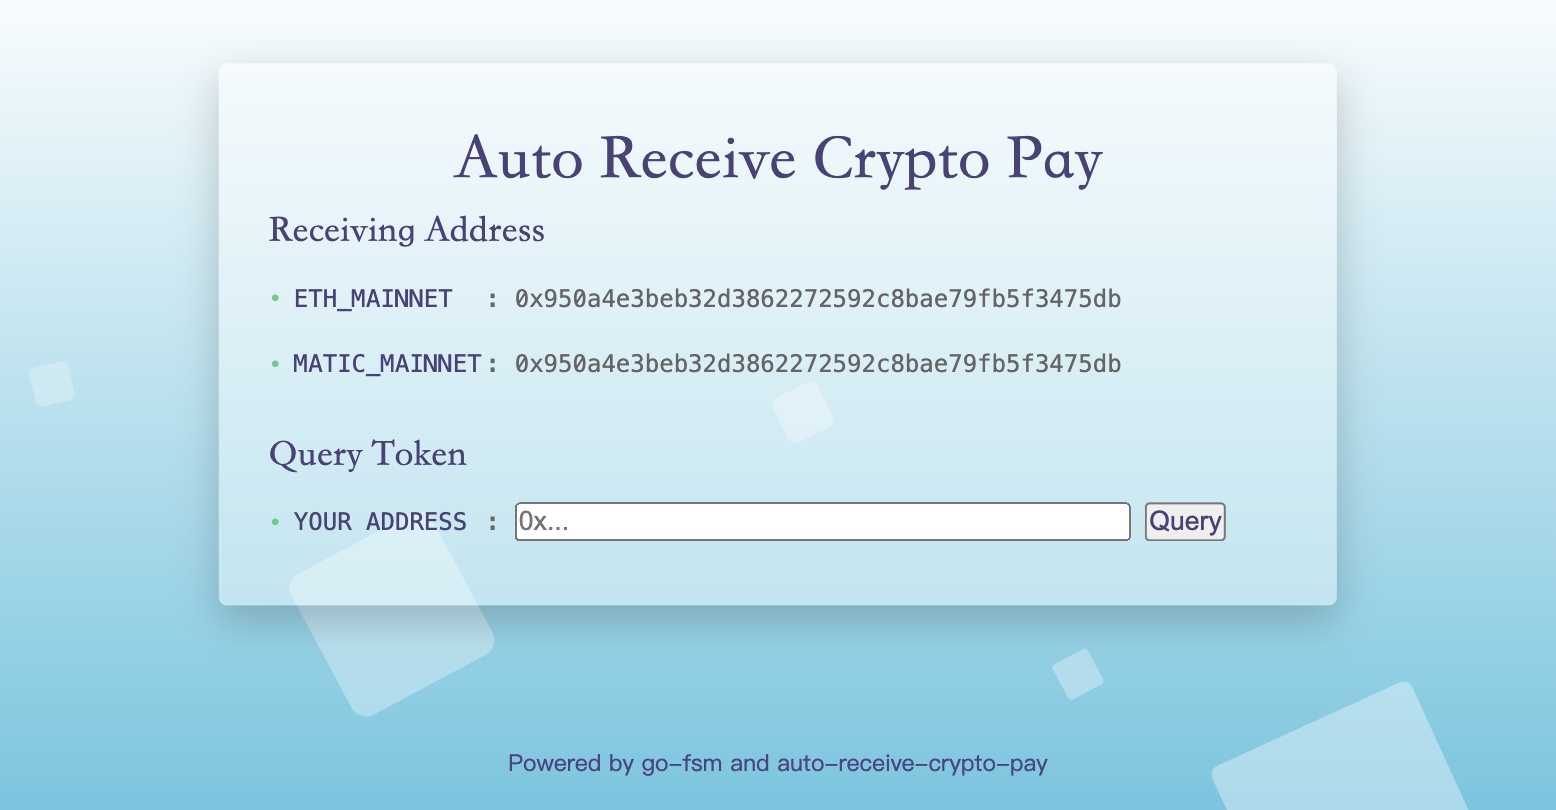 Auto Receive Crypto Pay
Receiving Address
• ETH_MAINNET : 0x950a4e3beb32d3862272592c8bae79fb5f3475db
• MATIC_MAINNET : 0x950a4e3beb32d3862272592c8bae79fb5f3475db
Query Token
• YOUR ADDRESS : 0x... Query
Powered by go-fsm and auto-receive-crypto-pay